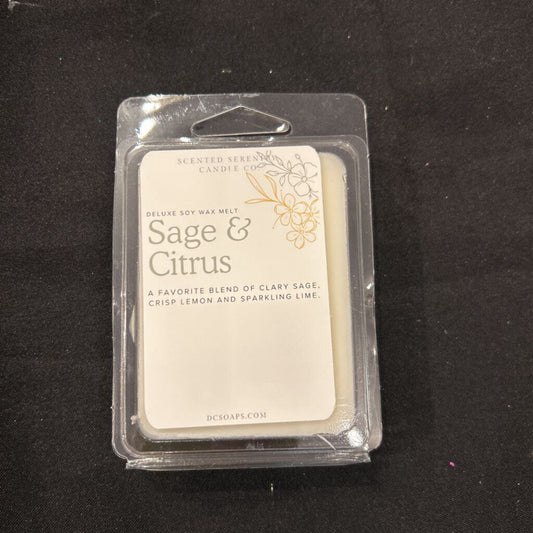 SCENTED SERENITY
CANDLE CO
DELUXE SOY WAX MELT
Sage &
Citrus
A FAVORITE BLEND OF CLARY SAGE,
CRISP LEMON AND SPARKLING LIME.
DCSOAPS.COM